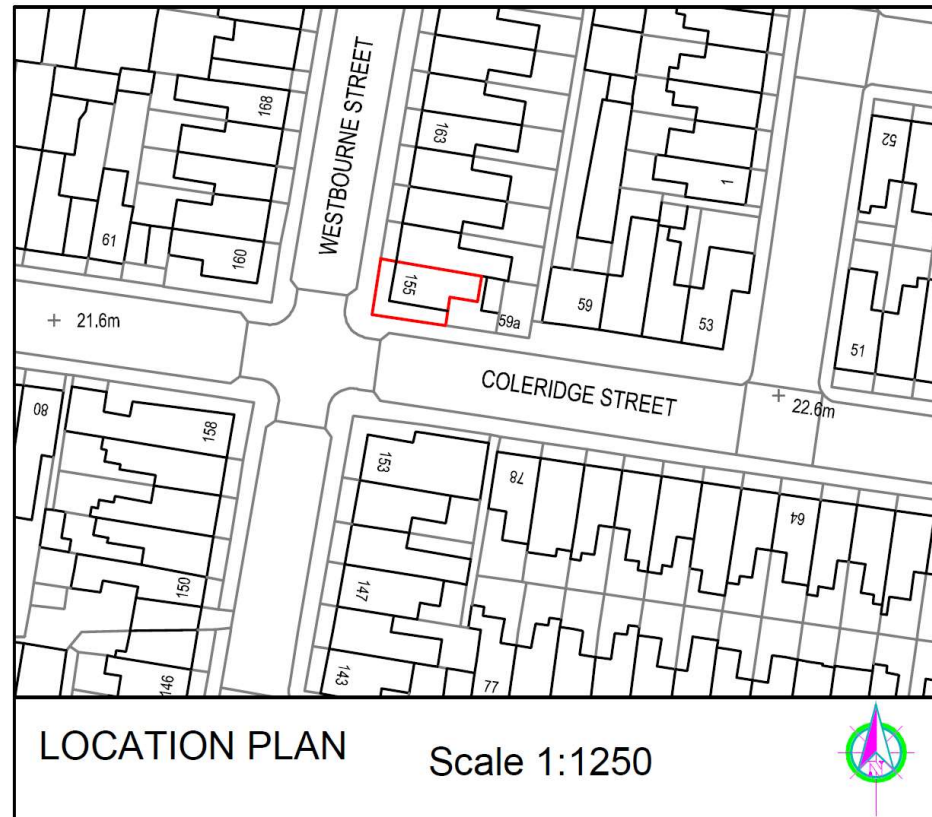 WESTBOURNE STREET
168
163
52
1
61
160
155
59
53
59a
51
21.6m
COLERIDGE STREET
22.6m
80
158
153
78
64
150
147
146
143
77
LOCATION PLAN
Scale 1:1250
N